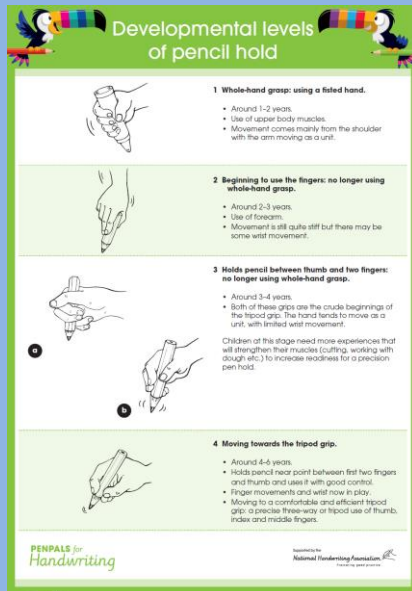 Developmental levels
of pencil hold
1 Whole-hand grasp: using a fisted hand.
• Around 1–2 years.
• Use of upper body muscles.
• Movement comes mainly from the shoulder
with the arm moving as a unit.
2 Beginning to use the fingers: no longer using
whole-hand grasp.
• Around 2–3 years.
• Use of forearm.
• Movement is still quite stiff but there may be
some wrist movement.
3 Holds pencil between thumb and two fingers:
no longer using whole-hand grasp.
• Around 3–4 years.
• Both of these grips are the crude beginnings of
the tripod grip. The hand tends to move as a
unit, with limited wrist movement.
Children at this stage need more experiences that
will strengthen their muscles (cutting, working with
dough etc.) to increase readiness for a precision
pen hold.
a
b
4 Moving towards the tripod grip.
• Around 4–6 years.
• Holds pencil near point between first two fingers
and thumb and uses it with good control.
• Finger movements and wrist now in play.
• Moving to a comfortable and efficient tripod
grip: a precise three-way or tripod use of thumb,
index and middle fingers.
PENPALS for
Handwriting
Supported by the
National Handwriting Association